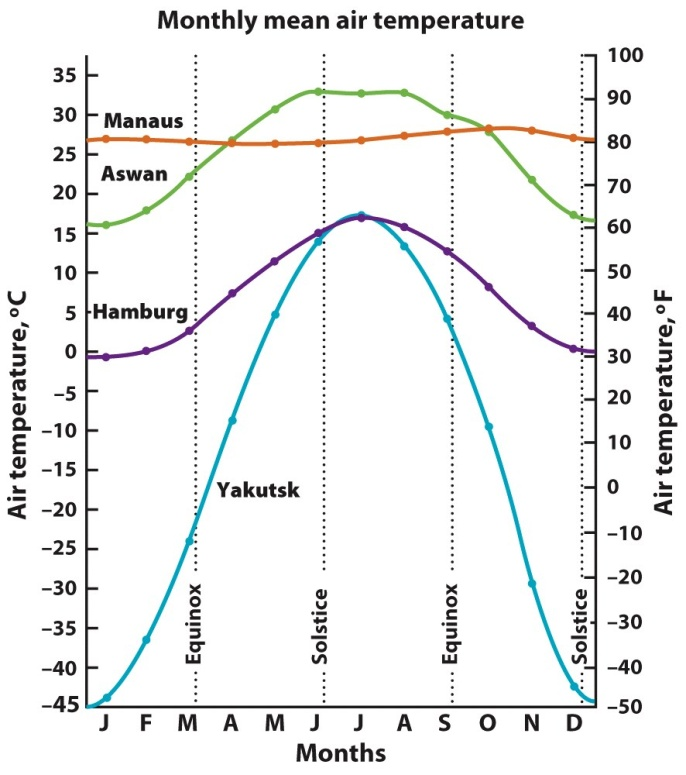 Monthly mean air temperature
35
30
25
20
15
10
5
0
–5
–10
–15
–20
–25
–30
–35
–40
–45
Air temperature, °C
100
90
80
70
60
50
40
30
20
10
0
–10
–20
–30
–40
–50
Air temperature, °F
Manaus
Aswan
Hamburg
Yakutsk
Equinox
Solstice
Equinox
Solstice
J F M A M J J A S O N D
Months